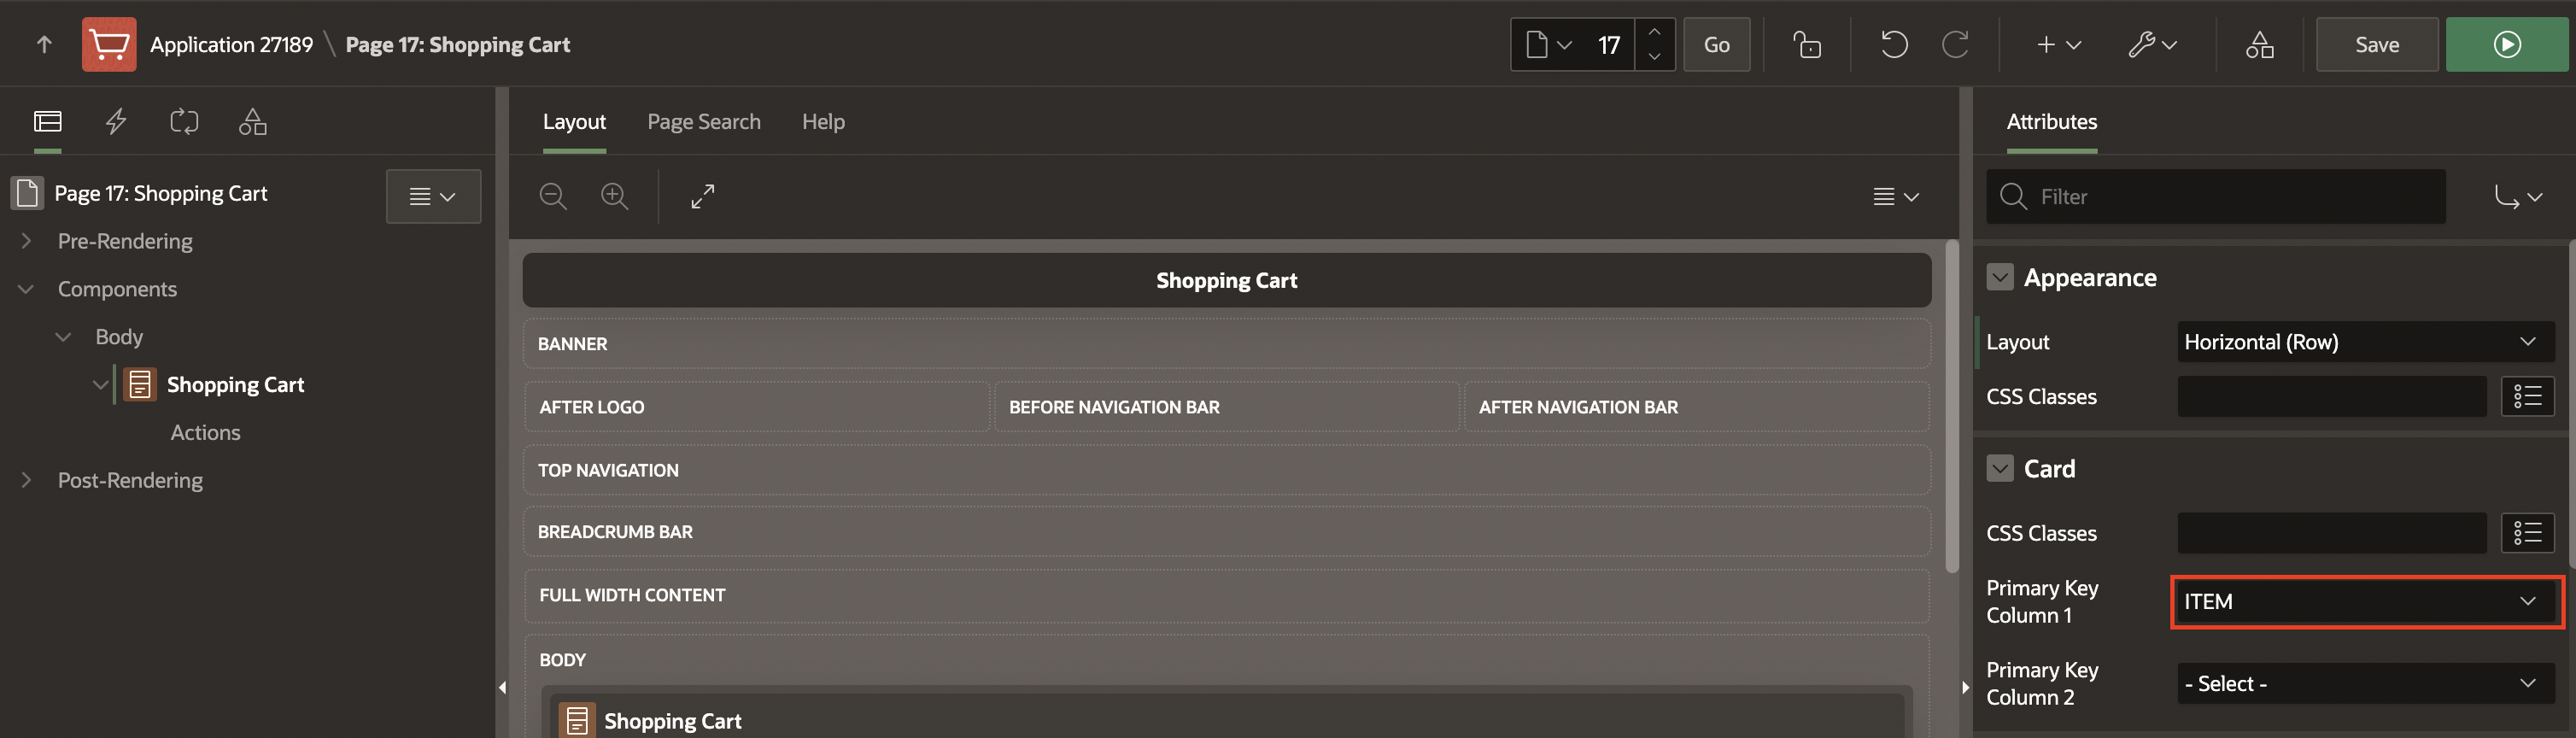 Application 27189 \ Page 17: Shopping Cart
17
Go
Save
Layout
Page Search
Help
Attributes
Page 17: Shopping Cart
Pre-Rendering
Components
Body
Shopping Cart
Actions
Post-Rendering
Shopping Cart
BANNER
AFTER LOGO
BEFORE NAVIGATION BAR
AFTER NAVIGATION BAR
TOP NAVIGATION
BREADCRUMB BAR
FULL WIDTH CONTENT
BODY
Shopping Cart
Filter
Appearance
Layout
Horizontal (Row)
CSS Classes
Card
CSS Classes
Primary Key
Column 1
ITEM
Primary Key
Column 2
- Select -